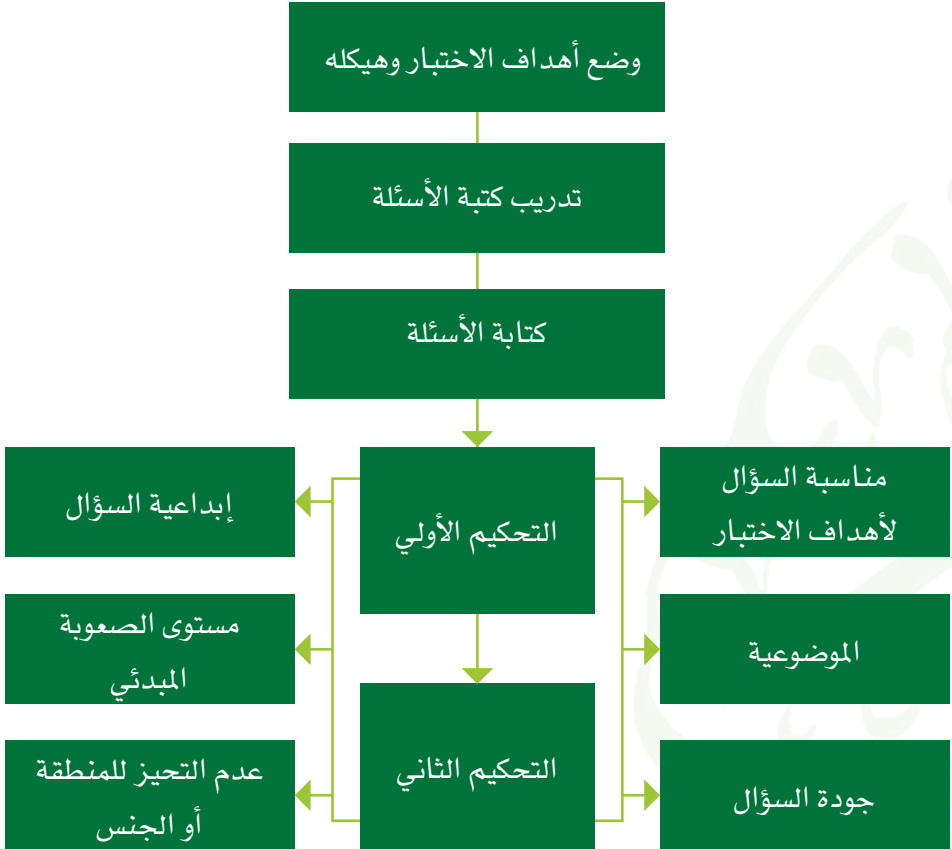 وضع أهداف الاختبار وهيكله
تدريب كتبة الأسئلة
كتابة الأسئلة
مناسبة السؤال
لأهداف الاختبار
التحكيم الأولي
إبداعية السؤال
الموضوعية
مستوى الصعوبة
المبدئي
جودة السؤال
التحكيم الثاني
عدم التحيز للمنطقة
أو الجنس